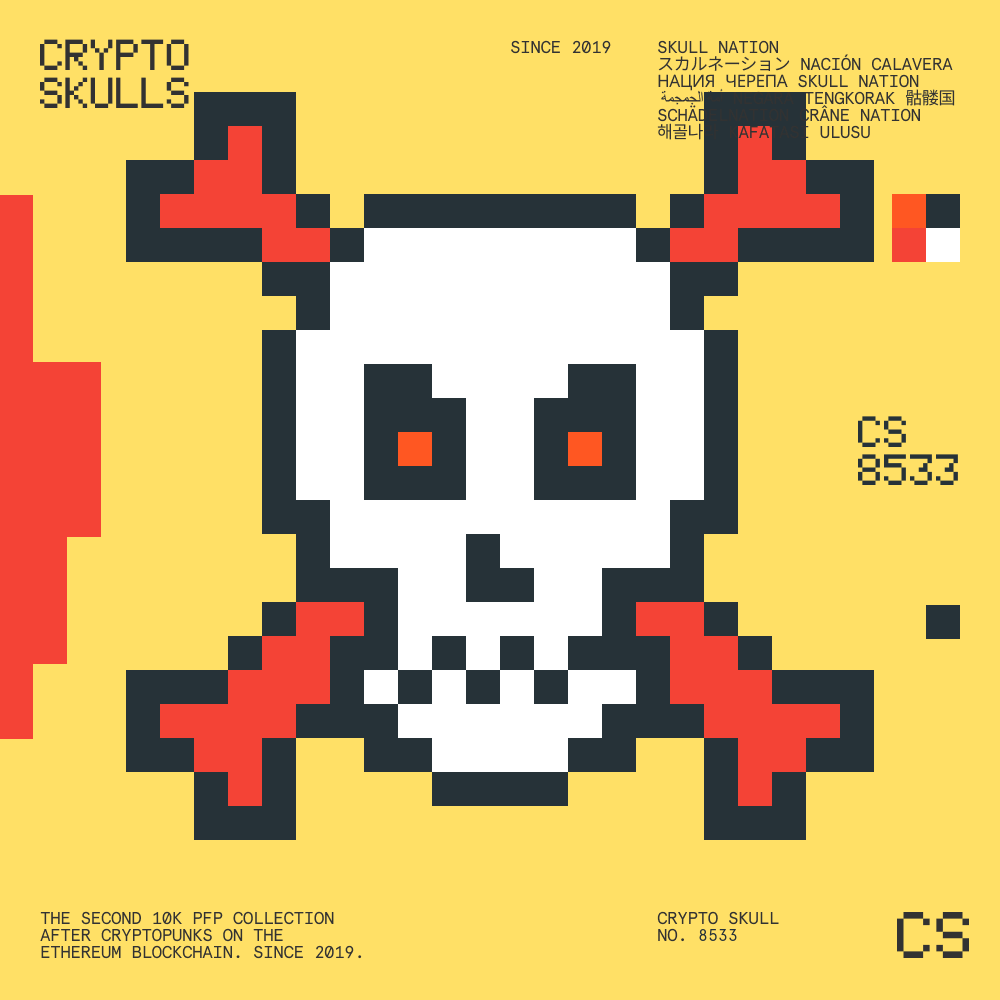 CRYPTO
SKULLS
SINCE 2019
SKULL NATION
スカルネーション NACIÓN CALAVERA
НАЦИЯ ЧЕРЕПА SKULL NATION
الجمجمة TENGKORAK 骷髅国
CRÂNE NATION
해골나 ULUSU
CS
8533
THE SECOND 10K PFP COLLECTION
AFTER CRYPTOPUNKS ON THE
ETHEREUM BLOCKCHAIN. SINCE 2019.
CRYPTO SKULL
NO. 8533
CS